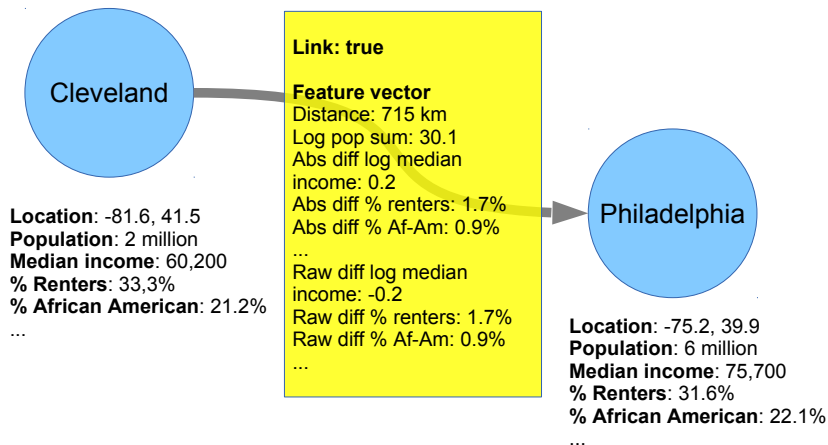 Cleveland
Location: -81.6, 41.5
Population: 2 million
Median income: 60,200
% Renters: 33,3%
% African American: 21.2%
...
Link: true
Feature vector
Distance: 715 km
Log pop sum: 30.1
Abs diff log median
income: 0.2
Abs diff % renters: 1.7%
Abs diff % Af-Am: 0.9%
...
Raw diff log median
income: -0.2
Raw diff % renters: 1.7%
Raw diff % Af-Am: 0.9%
...
Philadelphia
Location: -75.2, 39.9
Population: 6 million
Median income: 75,700
% Renters: 31.6%
% African American: 22.1%
...